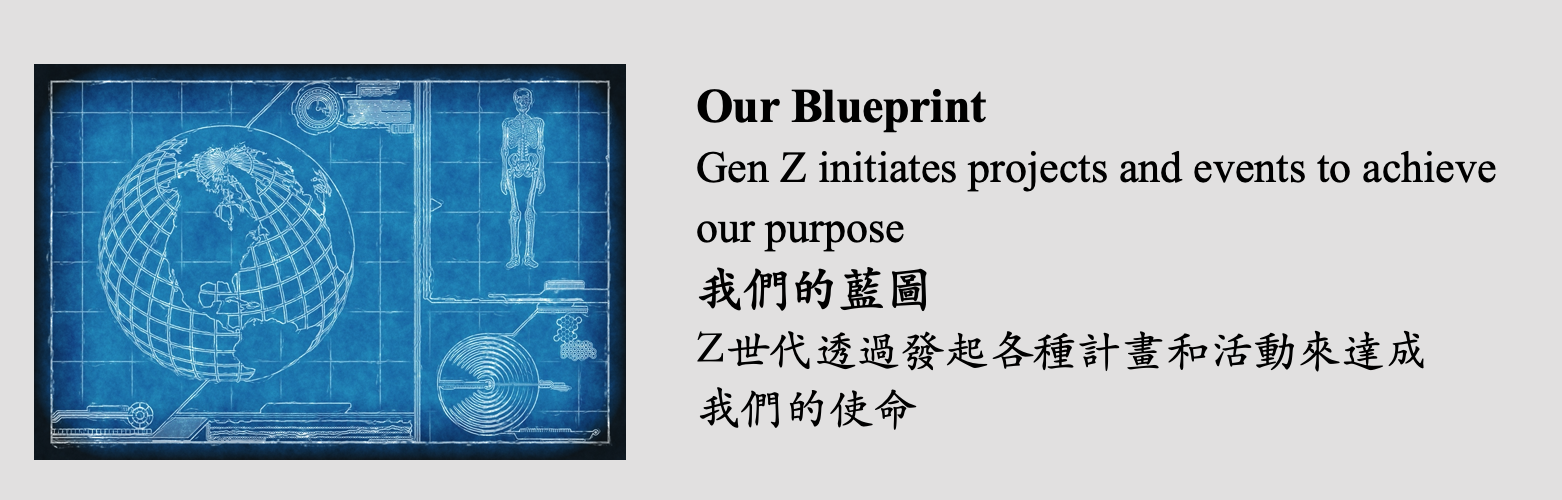 Our Blueprint
Gen Z initiates projects and events to achieve
our purpose
我們的藍圖
Z世代透過發起各種計畫和活動來達成
我們的使命